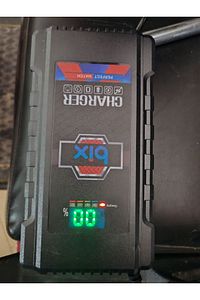 PERFECT MATCH
CHARGER
bix
00
%